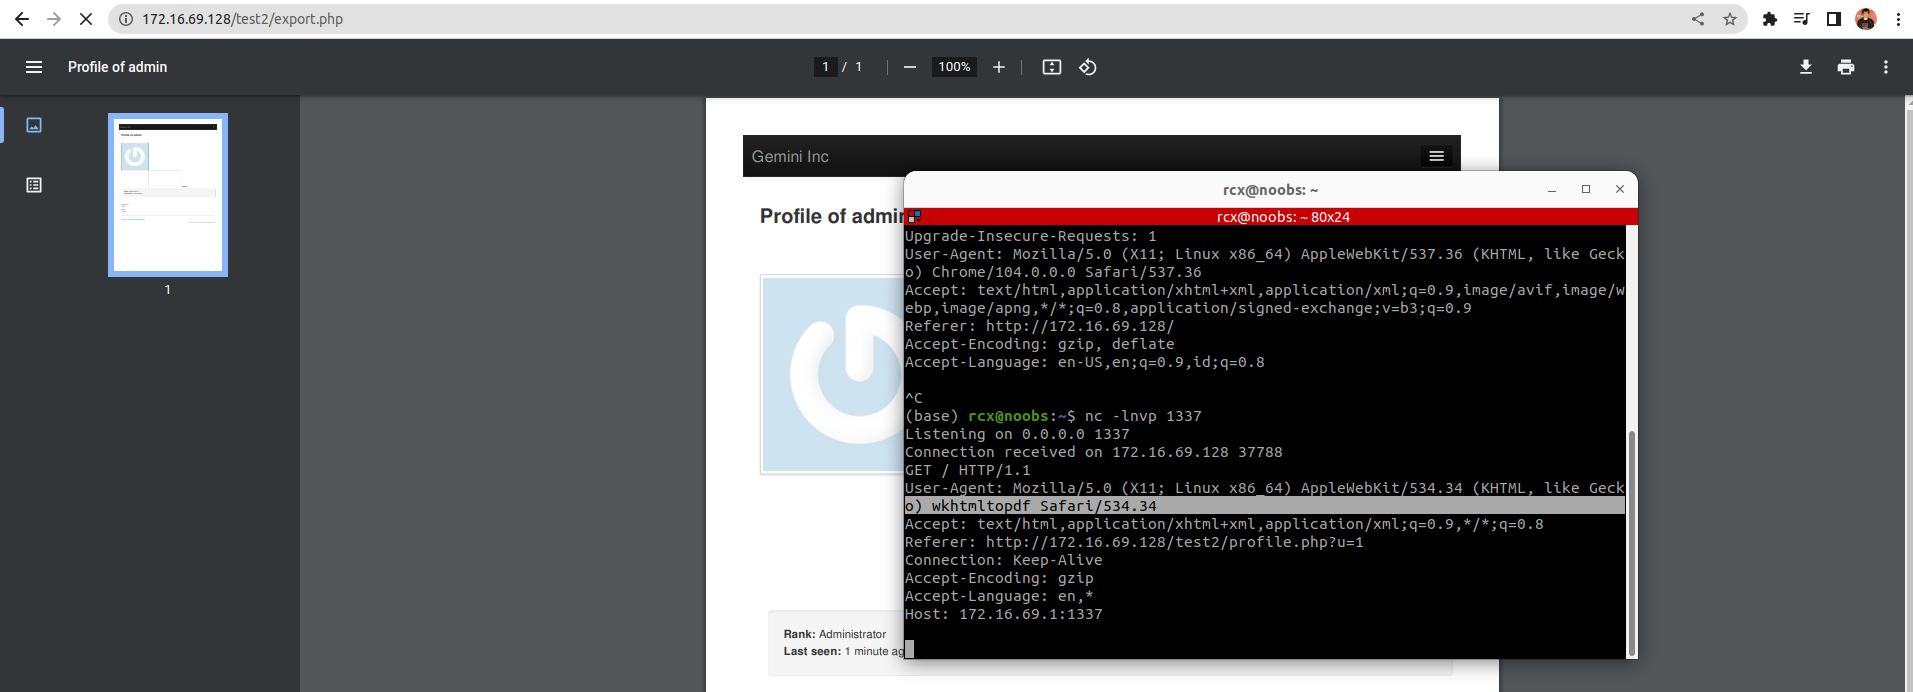 172.16.69.128/test2/export.php
Profile of admin
1 / 1
100%
1
Gemini Inc
Profile of admin
Rank: Administrator
Last seen: 1 minute ag
rcx@noobs: ~
rcx@noobs: ~ 80x24
Upgrade-Insecure-Requests: 1
User-Agent: Mozilla/5.0 (X11; Linux x86_64) AppleWebKit/537.36 (KHTML, like Geck
o) Chrome/104.0.0.0 Safari/537.36
Accept: text/html,application/xhtml+xml,application/xml;q=0.9,image/avif,image/w
ebp,image/apng,*/*;q=0.8,application/signed-exchange;v=b3;q=0.9
Referer: http://172.16.69.128/
Accept-Encoding: gzip, deflate
Accept-Language: en-US,en;q=0.9,id;q=0.8
^C
(base) rcx@noobs:~$ nc -lnvp 1337
Listening on 0.0.0.0 1337
Connection received on 172.16.69.128 37788
GET / HTTP/1.1
User-Agent: Mozilla/5.0 (X11; Linux x86_64) AppleWebKit/534.34 (KHTML, like Geck
o) wkhtmltopdf Safari/534.34
Accept: text/html,application/xhtml+xml,application/xml;q=0.9,*/*;q=0.8
Referer: http://172.16.69.128/test2/profile.php?u=1
Connection: Keep-Alive
Accept-Encoding: gzip
Accept-Language: en,*
Host: 172.16.69.1:1337